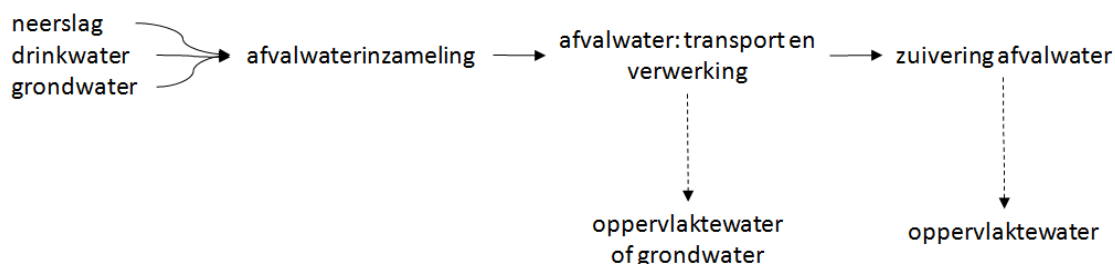 neerslag
drinkwater
grondwater
afvalwaterinzameling
afvalwater: transport en
verwerking
zuivering afvalwater
oppervlaktewater
of grondwater
oppervlaktewater